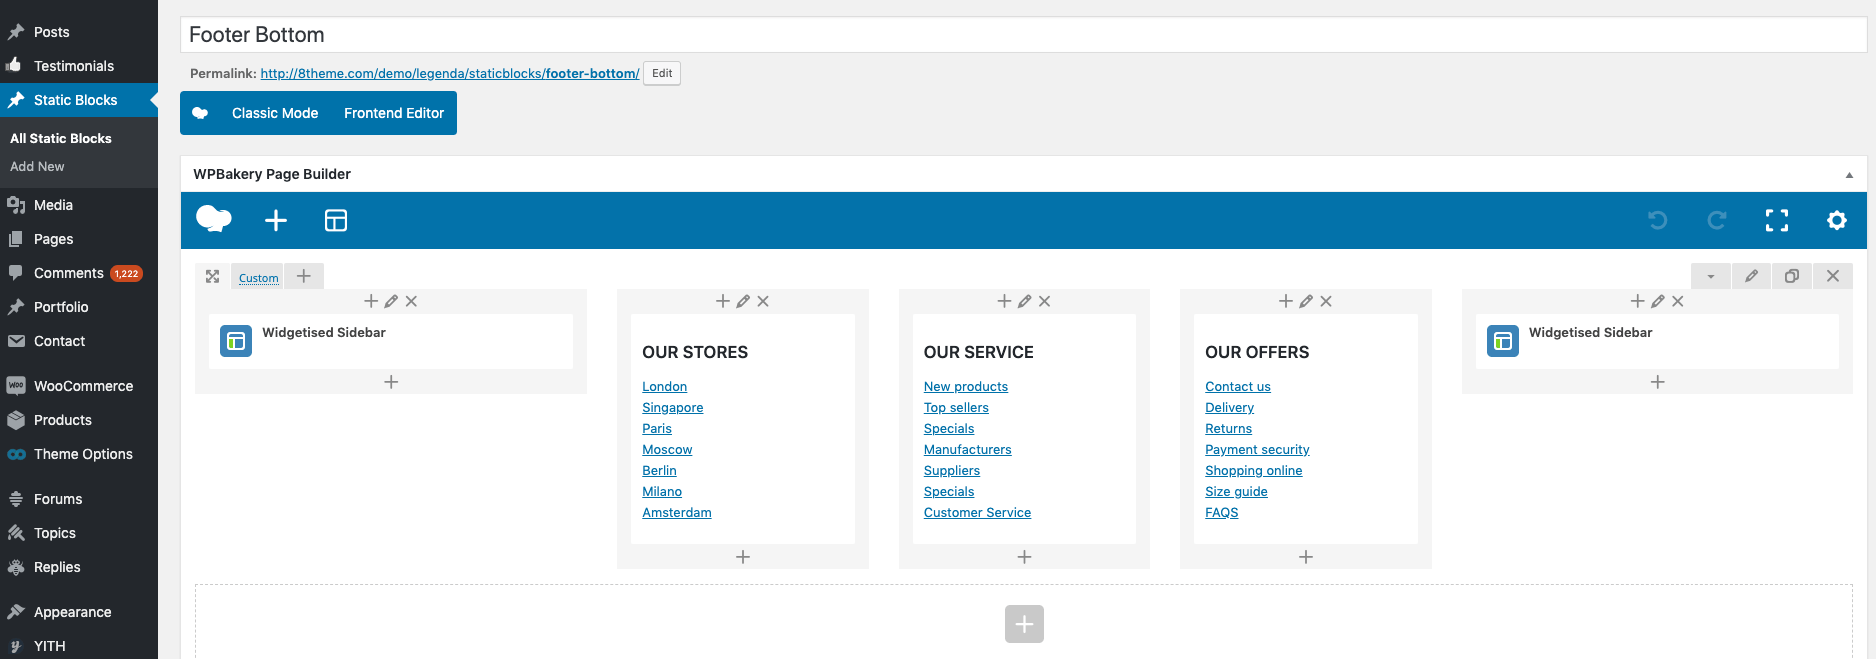 Posts
Testimonials
Static Blocks
All Static Blocks
Add New
Media
Pages
Comments 1,222
Portfolio
Contact
WooCommerce
Products
Theme Options
Forums
Topics
Replies
Appearance
YITH
Footer Bottom
Permalink: http://8theme.com/demo/legenda/staticblocks/footer-bottom/ Edit
Classic Mode Frontend Editor
WPBakery Page Builder
Custom
Widgetised Sidebar
OUR STORES
London
Singapore
Paris
Moscow
Berlin
Milano
Amsterdam
OUR SERVICE
New products
Top sellers
Specials
Manufacturers
Suppliers
Specials
Customer Service
OUR OFFERS
Contact us
Delivery
Returns
Payment security
Shopping online
Size guide
FAQS
Widgetised Sidebar